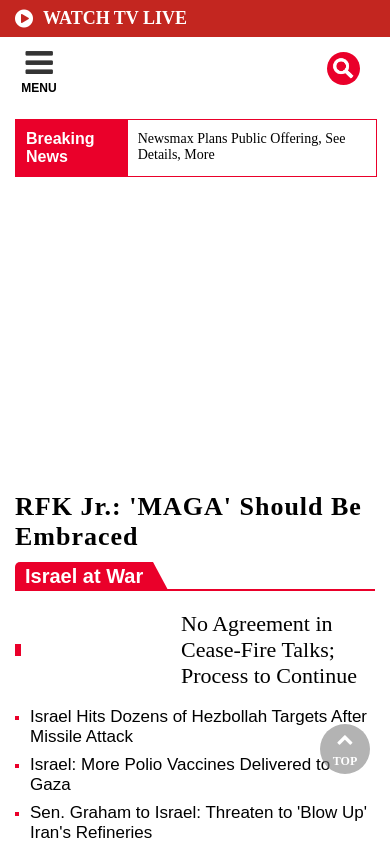 WATCH TV LIVE
MENU
Breaking
News
Newsmax Plans Public Offering, See
Details, More
RFK Jr.: 'MAGA' Should Be
Embraced
Israel at War
No Agreement in
Cease-Fire Talks;
Process to Continue
Israel Hits Dozens of Hezbollah Targets After
Missile Attack
Israel: More Polio Vaccines Delivered to
Gaza
TOP
Sen. Graham to Israel: Threaten to 'Blow Up'
Iran's Refineries